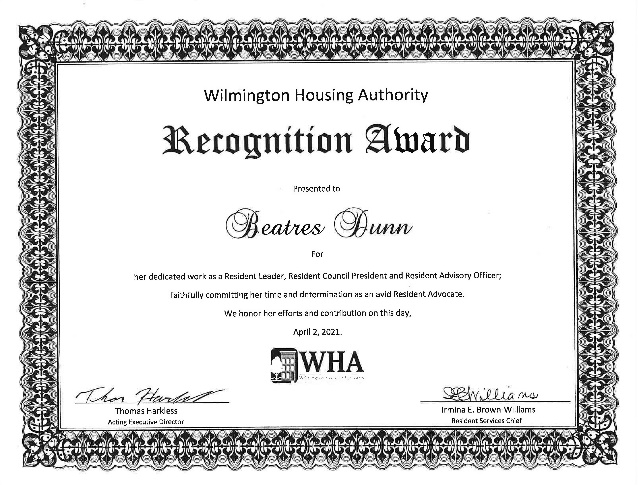 Wilmington Housing Authority
Recognition Award
Presented to
Beatres Dunn
For
her dedicated work as a Resident Leader, Resident Council President and Resident Advisory Officer;
faithfully committing her time and determination as an avid Resident Advocate.
We honor her efforts and contribution on this day,
April 2, 2021.
WHA
Thomas Harkless
Acting Executive Director
Irmina E. Brown Williams
Resident Services Chief